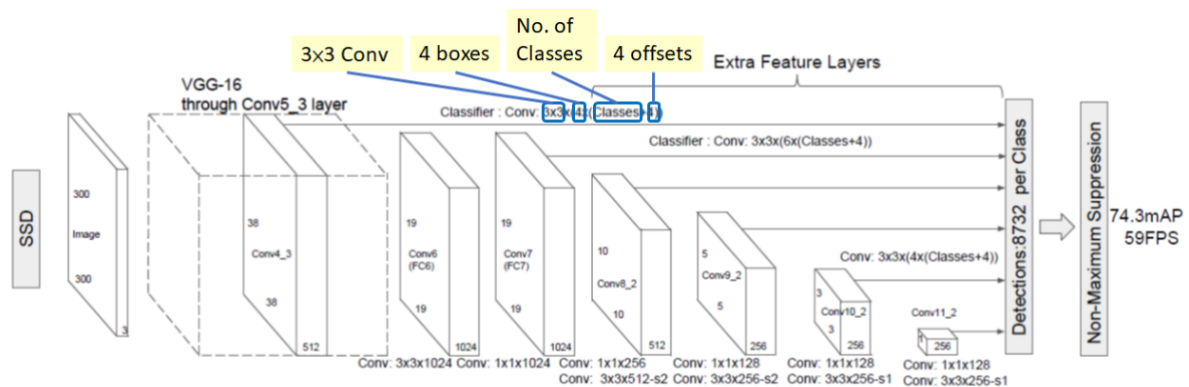 No. of
Classes
3×3 Conv
4 boxes
4 offsets
Extra Feature Layers
VGG-16
through Conv5_3 layer
Classifier : Conv: 3x3x(4x(Classes+4))
Classifier : Conv: 3x3x(6x(Classes+4))
SSD
300
Image
300
3
38
Conv4_3
38
512
19
Conv6
(FC6)
19
1024
19
Conv7
(FC7)
19
1024
10
Conv8_2
10
512
5
Conv9_2
5
256
Conv: 3x3x(4x(Classes+4))
3
Conv10_2
3
256
Conv11_2
1
256
Detections:8732 per Class
Non-Maximum Suppression
74.3mAP
59FPS
Conv: 3x3x1024
Conv: 1x1x1024
Conv: 1x1x256
Conv: 3x3x512-s2
Conv: 1x1x128
Conv: 3x3x256-s2
Conv: 1x1x128
Conv: 3x3x256-s1
Conv: 1x1x128
Conv: 3x3x256-s1